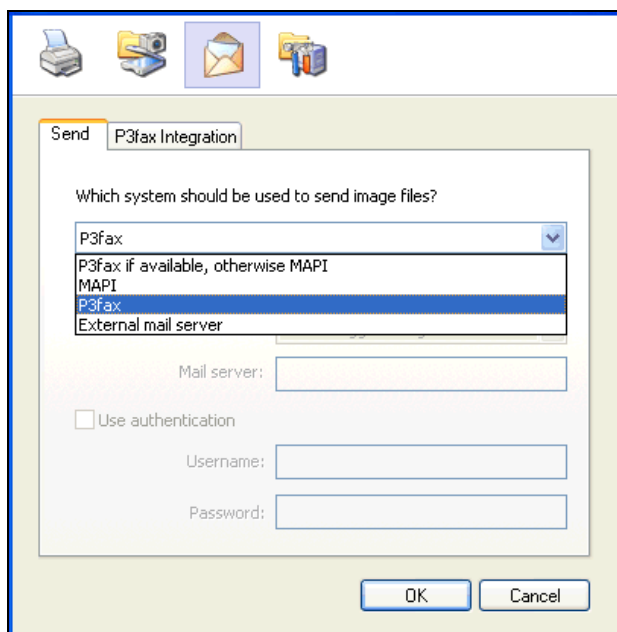 Send
P3fax Integration
Which system should be used to send image files?
P3fax
P3fax if available, otherwise MAPI
MAPI
P3fax
External mail server
Mail server:
Use authentication
Username:
Password:
OK
Cancel